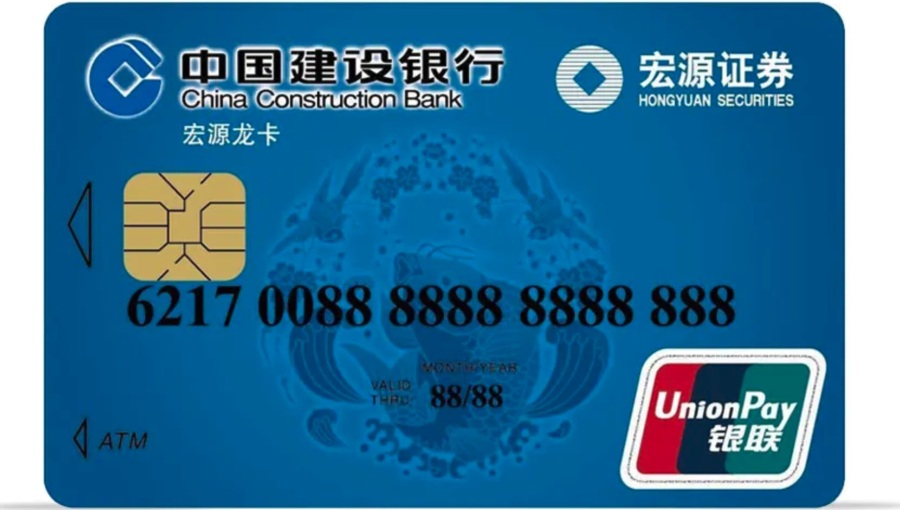 中国建设银行
China Construction Bank
宏源龙卡
宏源证券
HONGYUAN SECURITIES
6217 0088 8888 8888 888
MONTH/YEAR
VALID
THRU
88/88
ATM
UnionPay
银联